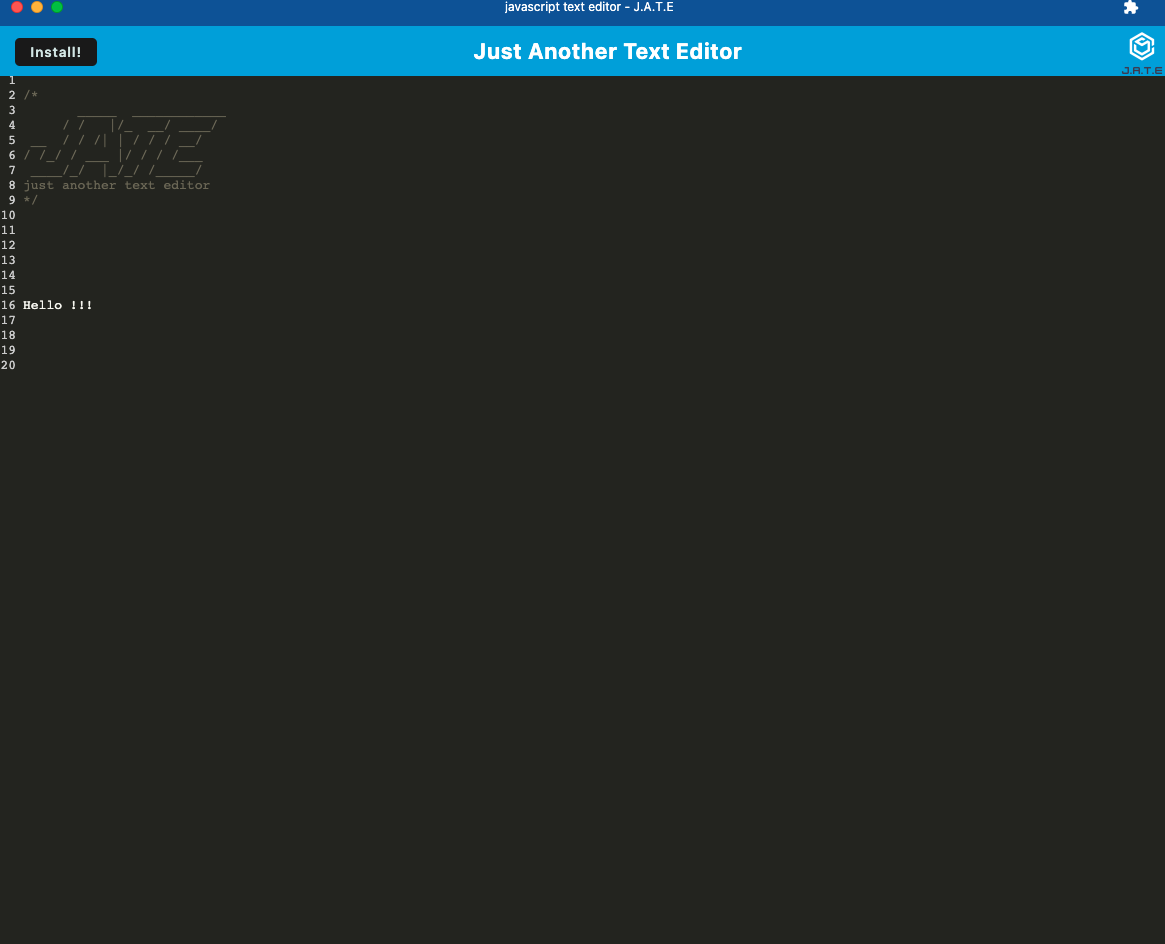 javascript text editor - J.A.T.E
Install!
Just Another Text Editor
J.A.T.E
1
2 /*
3        _____  ____________
4      / /   |/_  __/ ____/
5  __  / / /| | / / / __/
6 / /_/ / ___ |/ / / /___
7  ____/_/  |_/_/ /_____/
8 just another text editor
9 */
10
11
12
13
14
15
16 Hello !!!
17
18
19
20